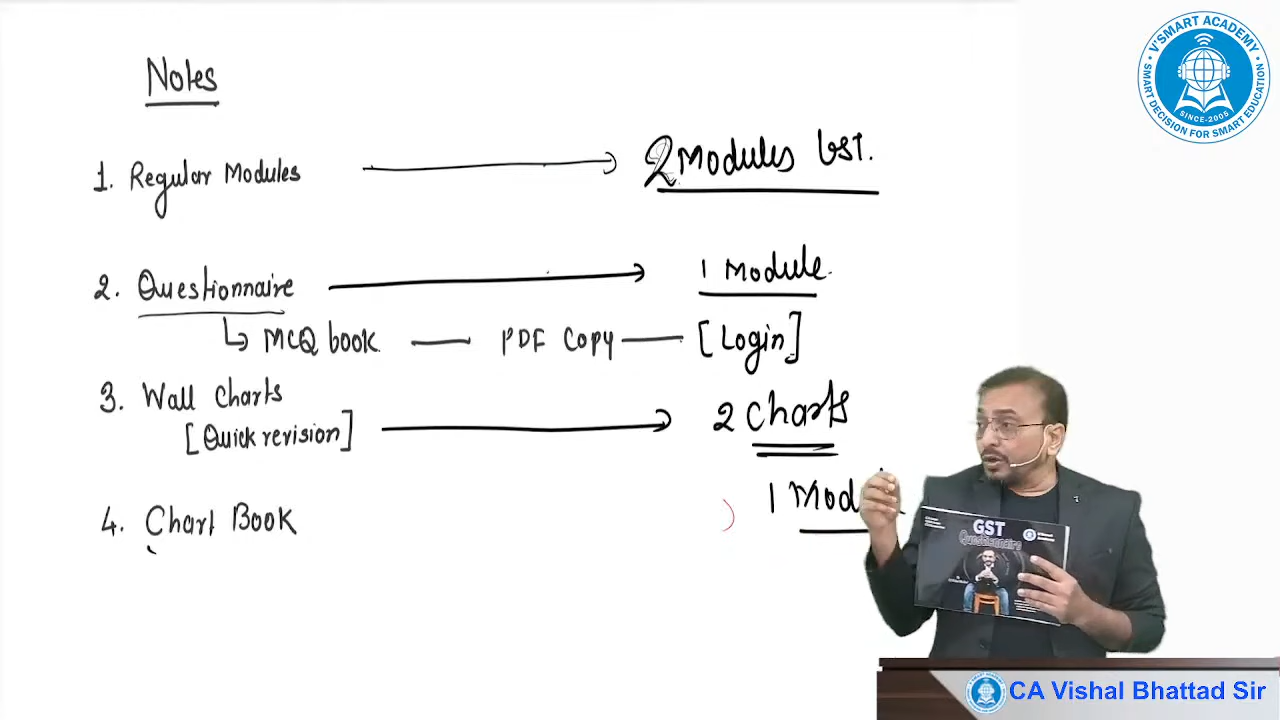 Notes
1. Regular Modules → 2 Modules GST.
2. Questionnaire → 1 Module.
↳ MCQ book — PDF Copy — [Login]
3. Wall Charts
[Quick revision] → 2 Charts
4. Chart Book 1 Mod
V'SMART ACADEMY
SMART DECISION FOR SMART EDUCATION
SINCE-2005
GST
Questionnaire
CA Vishal Bhattad Sir